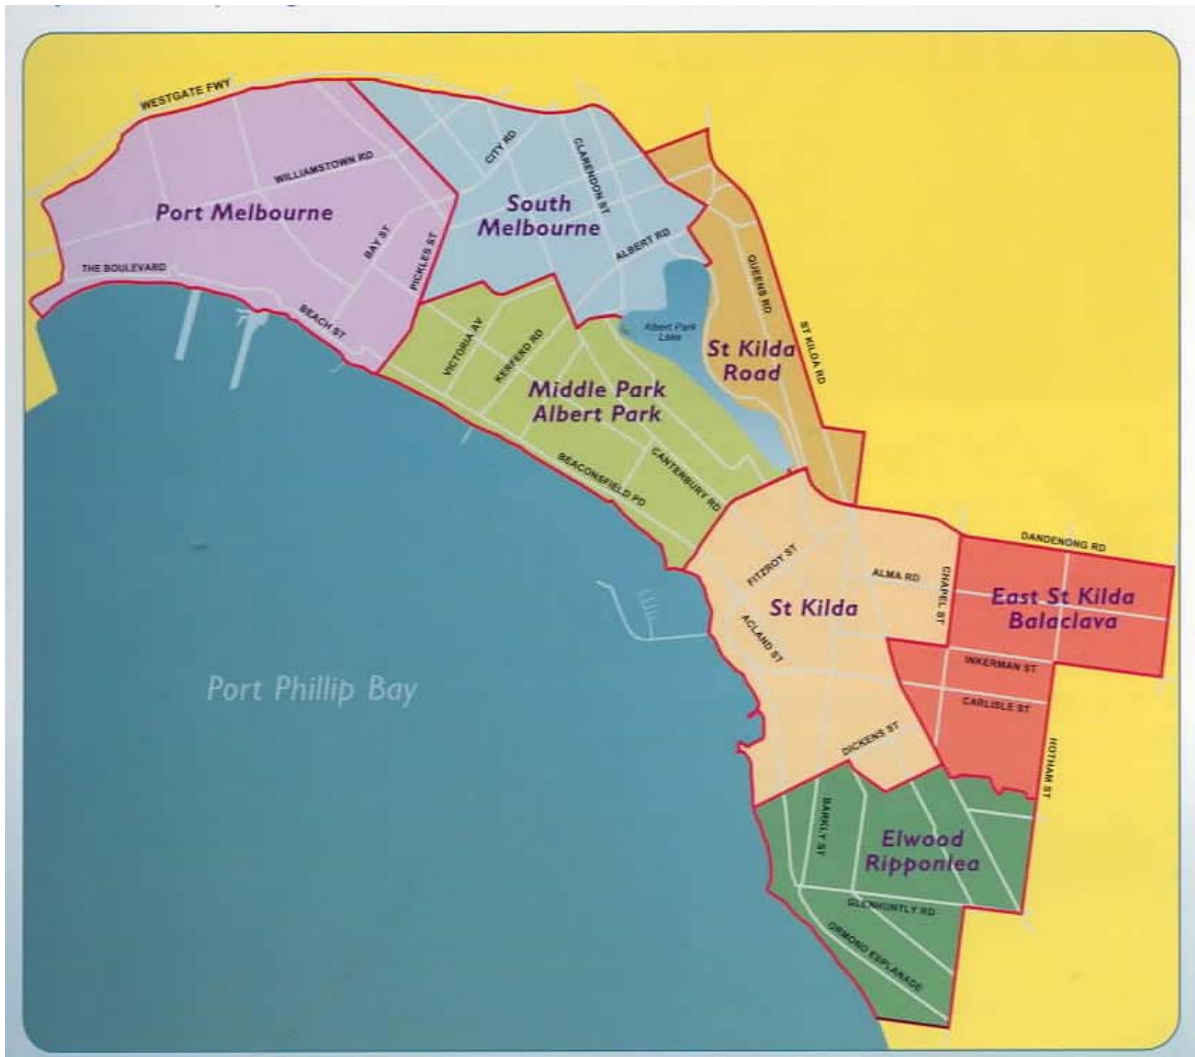 WESTGATE FWY
WILLIAMSTOWN RD
Port Melbourne
THE BOULEVARD
BAY ST
PICKLES ST
BEACH ST
CITY RD
CLARENDON ST
South
Melbourne
ALBERT RD
QUEENS RD
Albert Park
Lake
St Kilda
Road
ST KILDA RD
VICTORIA AV
KERFERD RD
Middle Park
Albert Park
CANTERBURY RD
BEACONSFIELD PD
DANDENONG RD
FITZROY ST
ALMA RD
CHAPEL ST
St Kilda
East St Kilda
Balaclava
ACLAND ST
INKERMAN ST
CARLISLE ST
Port Phillip Bay
DICKENS ST
HOTHAM ST
BARKLY ST
Elwood
Ripponlea
GLENHUNTLY RD
ORMOND ESPLANADE